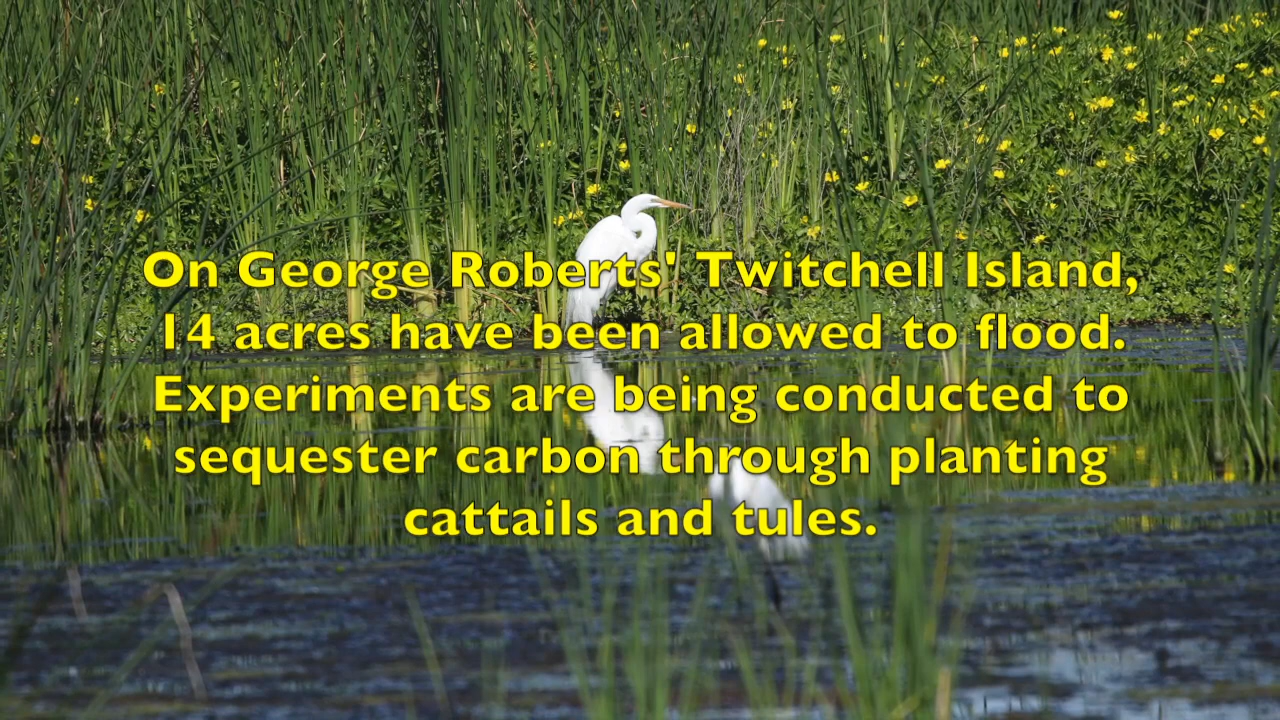 On George Roberts' Twitchell Island,
14 acres have been allowed to flood.
Experiments are being conducted to
sequester carbon through planting
cattails and tules.